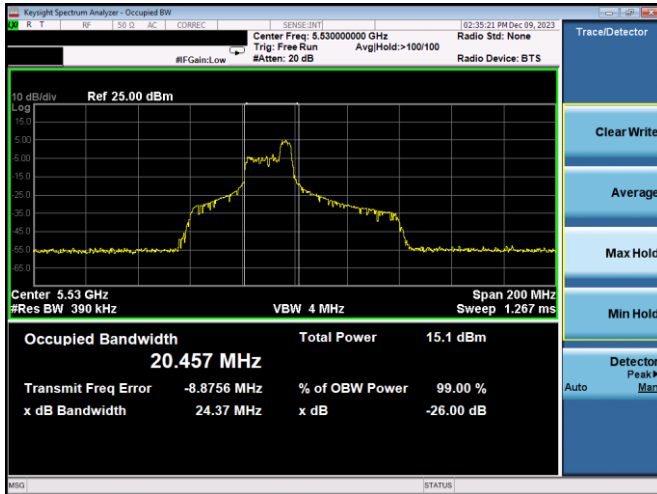 Keysight Spectrum Analyzer - Occupied BW
R T RF 50 Ω AC CORREC SENSE:INT 02:35:21 PM Dec 09, 2023
Center Freq: 5.530000000 GHz Radio Std: None
Trig: Free Run Avg|Hold:>100/100
#IFGain:Low #Atten: 20 dB Radio Device: BTS
10 dB/div Ref 25.00 dBm
Log
15.0
5.00
-5.00
-15.0
-25.0
-35.0
-45.0
-55.0
-65.0
Center 5.53 GHz Span 200 MHz
#Res BW 390 kHz VBW 4 MHz Sweep 1.267 ms
Occupied Bandwidth Total Power 15.1 dBm
20.457 MHz
Transmit Freq Error -8.8756 MHz % of OBW Power 99.00 %
x dB Bandwidth 24.37 MHz x dB -26.00 dB
MSG STATUS
Trace/Detector
Clear Write
Average
Max Hold
Min Hold
Detector
Peak
Auto Man